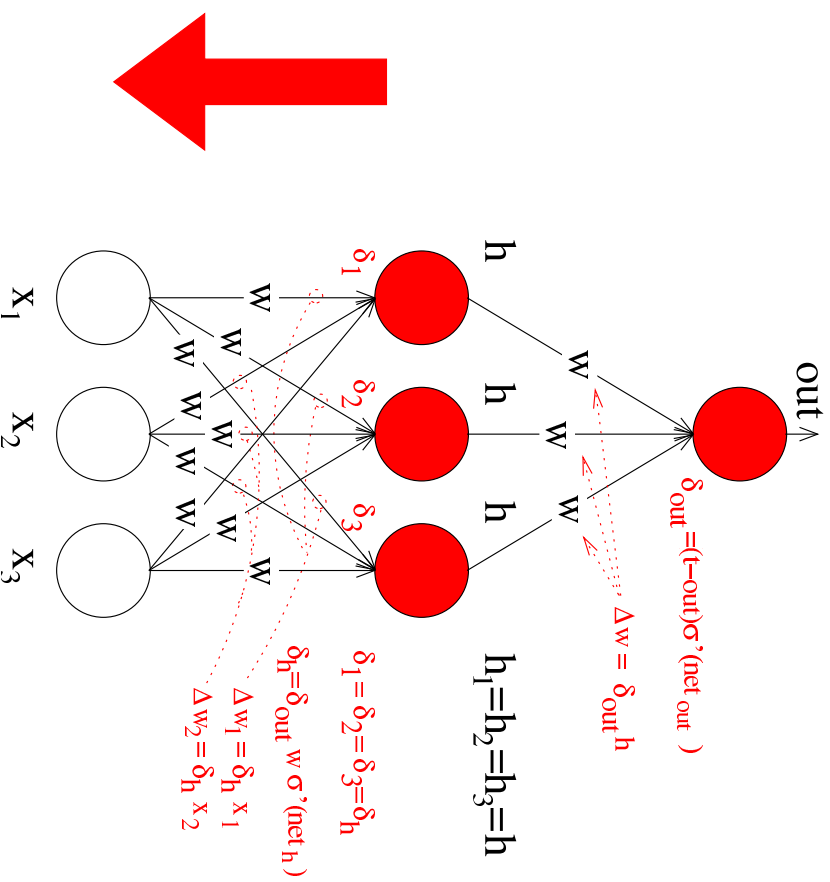 out
δout=(t−out)σ'(netout)
w w w
Δw = δout h
h h h h1=h2=h3=h
δ1 δ2 δ3 δ1 = δ2 = δ3=δh
δh=δout w σ'(neth)
w w w
w w w
w w w
Δw1 = δh x1
Δw2 = δh x2
x1 x2 x3